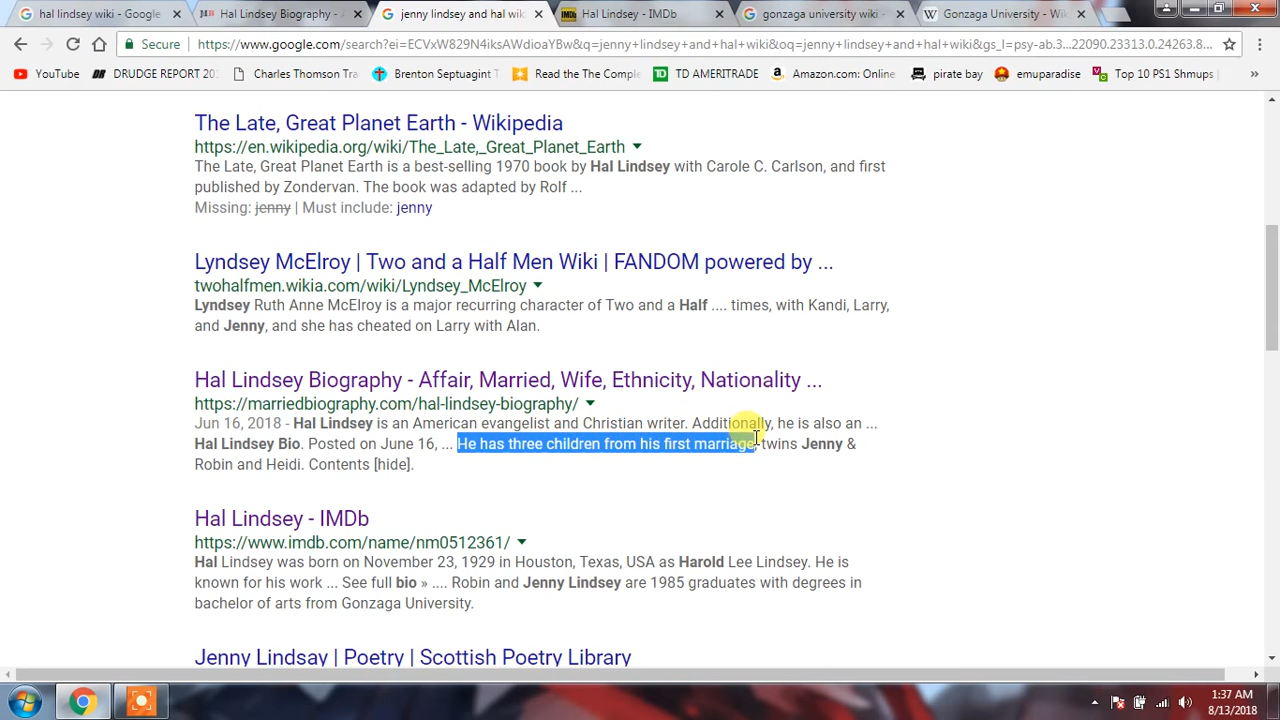 hal lindsey wiki - Google
Hal Lindsey Biography -
jenny lindsey and hal wik
Hal Lindsey - IMDb
gonzaga university wiki -
Gonzaga University - Wi
Secure
https://www.google.com/search?ei=ECVxW829N4iksAWdioaYBw&q=jenny+lindsey+and+hal+wiki&oq=jenny+lindsey+and+hal+wiki&gs_l=psy-ab.3...22090.23313.0.24263.8...
YouTube
DRUDGE REPORT 20
Charles Thomson Tra
Brenton Septuagint T
Read the The Comple
TD AMERITRADE
Amazon.com: Online
pirate bay
emuparadise
Top 10 PS1 Shmups
The Late, Great Planet Earth - Wikipedia
https://en.wikipedia.org/wiki/The_Late,_Great_Planet_Earth
The Late, Great Planet Earth is a best-selling 1970 book by Hal Lindsey with Carole C. Carlson, and first
published by Zondervan. The book was adapted by Rolf ...
Missing: jenny | Must include: jenny
Lyndsey McElroy | Two and a Half Men Wiki | FANDOM powered by ...
twohalfmen.wikia.com/wiki/Lyndsey_McElroy
Lyndsey Ruth Anne McElroy is a major recurring character of Two and a Half .... times, with Kandi, Larry,
and Jenny, and she has cheated on Larry with Alan.
Hal Lindsey Biography - Affair, Married, Wife, Ethnicity, Nationality ...
https://marriedbiography.com/hal-lindsey-biography/
Jun 16, 2018 - Hal Lindsey is an American evangelist and Christian writer. Additionally, he is also an ...
Hal Lindsey Bio. Posted on June 16, ... He has three children from his first marriage, twins Jenny &
Robin and Heidi. Contents [hide].
Hal Lindsey - IMDb
https://www.imdb.com/name/nm0512361/
Hal Lindsey was born on November 23, 1929 in Houston, Texas, USA as Harold Lee Lindsey. He is
known for his work ... See full bio » .... Robin and Jenny Lindsey are 1985 graduates with degrees in
bachelor of arts from Gonzaga University.
Jenny Lindsay | Poetry | Scottish Poetry Library
1:37 AM
8/13/2018